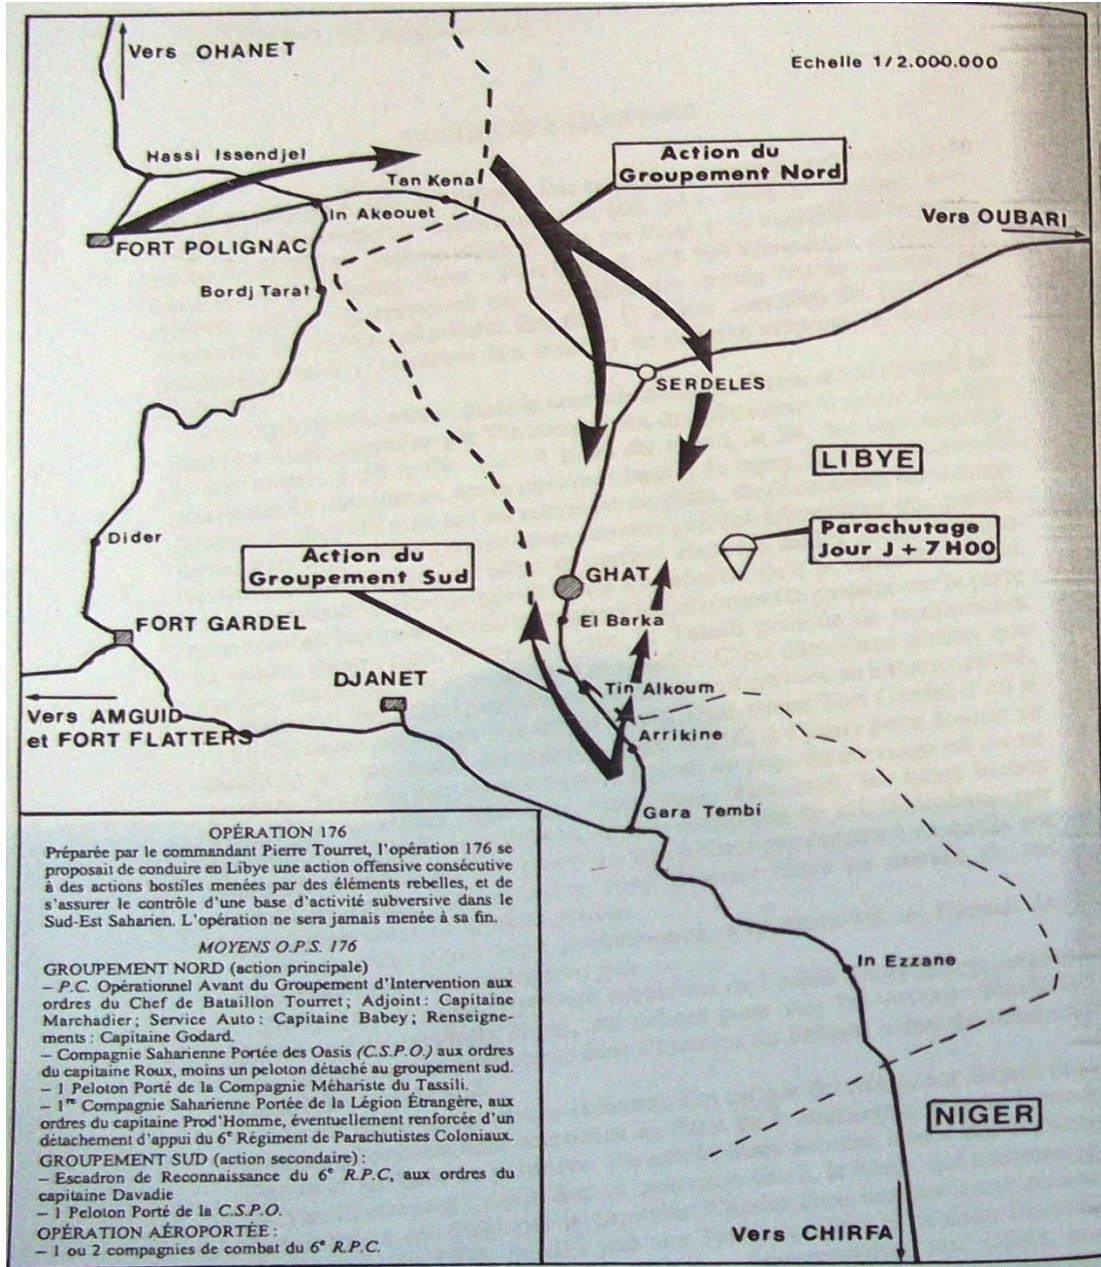 Vers OHANET
Echelle 1/2.000.000
Hassi Issendjel
Action du
Groupement Nord
Tan Kena
In Akeouet
Vers OUBARI
FORT POLIGNAC
Bordj Tarat
SERDELES
LIBYE
Parachutage
Jour J + 7H00
Dider
Action du
Groupement Sud
GHAT
El Barka
FORT GARDEL
DJANET
Tin Alkoum
Vers AMGUID
et FORT FLATTERS
Arrikine
Gara Tembi
In Ezzane
NIGER
Vers CHIRFA
OPÉRATION 176
Préparée par le commandant Pierre Tourret, l'opération 176 se
proposait de conduire en Libye une action offensive consécutive
à des actions hostiles menées par des éléments rebelles, et de
s'assurer le contrôle d'une base d'activité subversive dans le
Sud-Est Saharien. L'opération ne sera jamais menée à sa fin.
MOYENS O.P.S. 176
GROUPEMENT NORD (action principale)
– P.C. Opérationnel Avant du Groupement d'Intervention aux
ordres du Chef de Bataillon Tourret; Adjoint: Capitaine
Marchadier; Service Auto: Capitaine Babey; Renseigne-
ments: Capitaine Godard.
– Compagnie Saharienne Portée des Oasis (C.S.P.O.) aux ordres
du capitaine Roux, moins un peloton détaché au groupement sud.
– 1 Peloton Porté de la Compagnie Méhariste du Tassili.
– 1re Compagnie Saharienne Portée de la Légion Étrangère, aux
ordres du capitaine Prod'Homme, éventuellement renforcée d'un
détachement d'appui du 6e Régiment de Parachutistes Coloniaux.
GROUPEMENT SUD (action secondaire):
– Escadron de Reconnaissance du 6e R.P.C, aux ordres du
capitaine Davadie
– 1 Peloton Porté de la C.S.P.O.
OPÉRATION AÉROPORTÉE:
– 1 ou 2 compagnies de combat du 6e R.P.C.